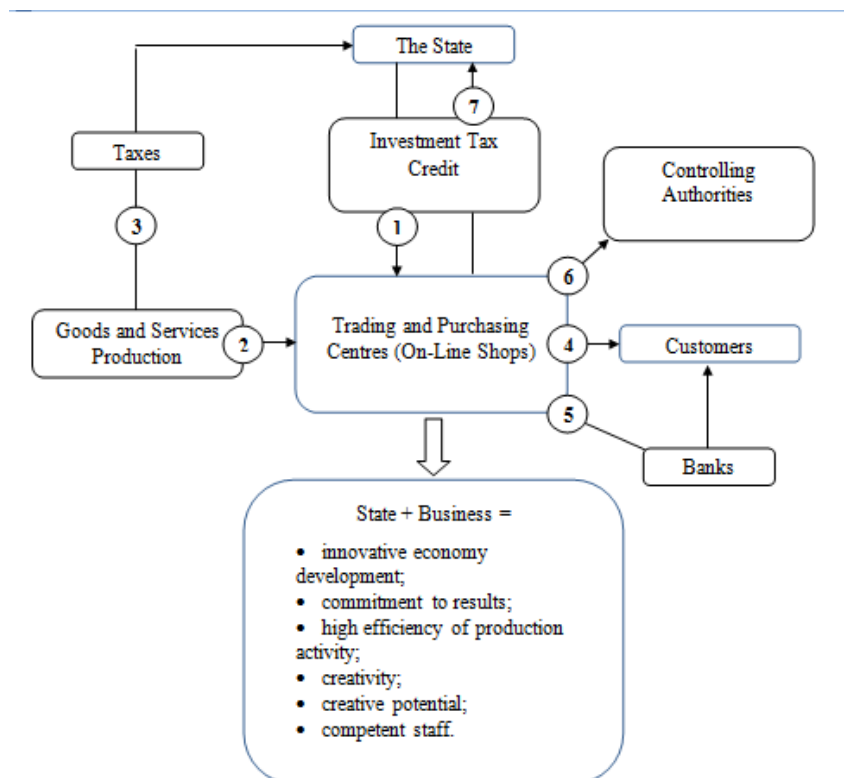 The State
7
Investment Tax
Credit
Taxes
Controlling
Authorities
3
1
6
Goods and Services
Production
2
Trading and Purchasing
Centres (On-Line Shops)
4
Customers
5
Banks
State + Business =
• innovative economy
development;
• commitment to results;
• high efficiency of production
activity;
• creativity;
• creative potential;
• competent staff.